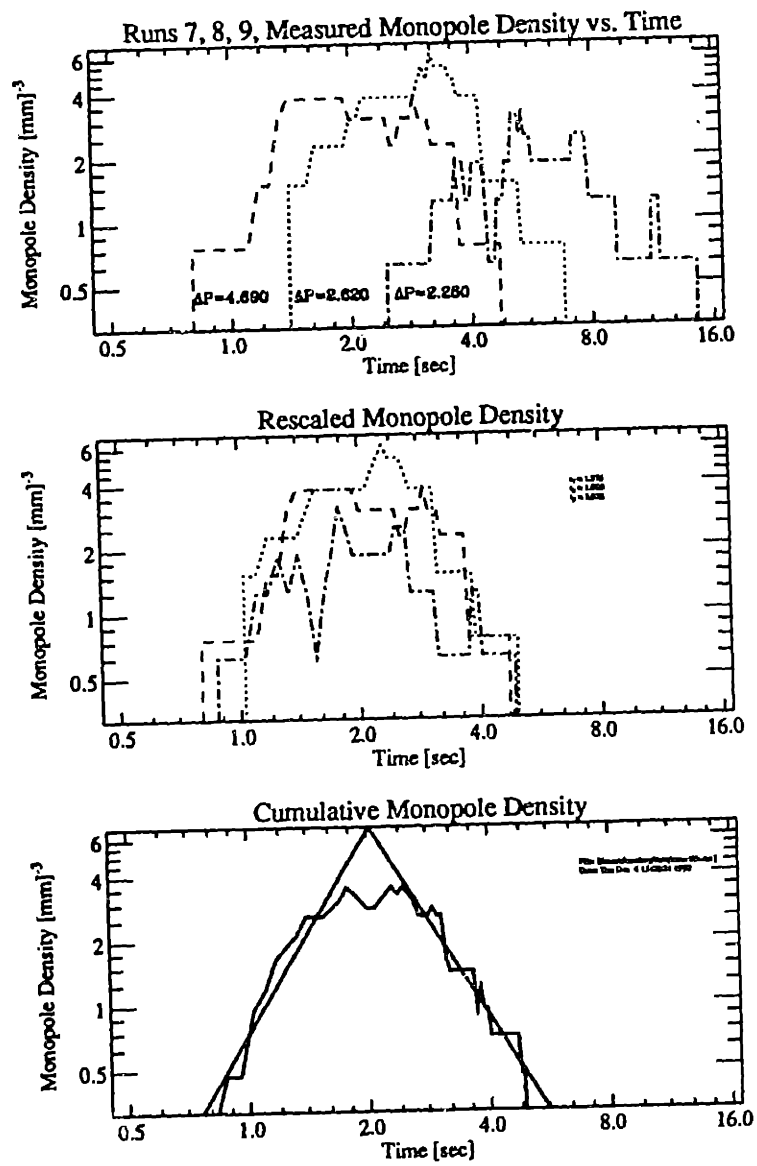 Runs 7, 8, 9, Measured Monopole Density vs. Time
Monopole Density [mm]-3
6
4
2
1
0.5
ΔP=4.690
ΔP=2.620
ΔP=2.260
0.5
1.0
2.0
4.0
8.0
16.0
Time [sec]
Rescaled Monopole Density
Monopole Density [mm]-3
6
4
2
1
0.5
0.5
1.0
2.0
4.0
8.0
16.0
Time [sec]
Cumulative Monopole Density
Monopole Density [mm]-3
6
4
2
1
0.5
0.5
1.0
2.0
4.0
8.0
16.0
Time [sec]